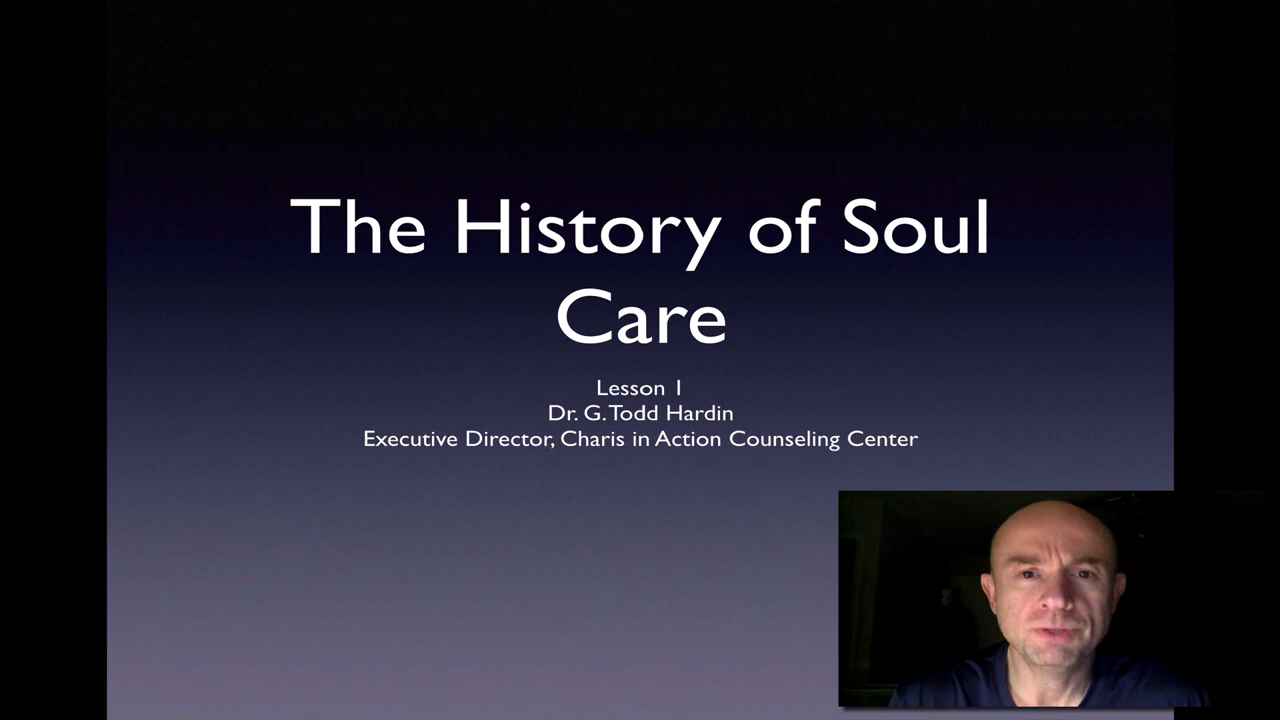 The History of Soul
Care
Lesson 1
Dr. G. Todd Hardin
Executive Director, Charis in Action Counseling Center